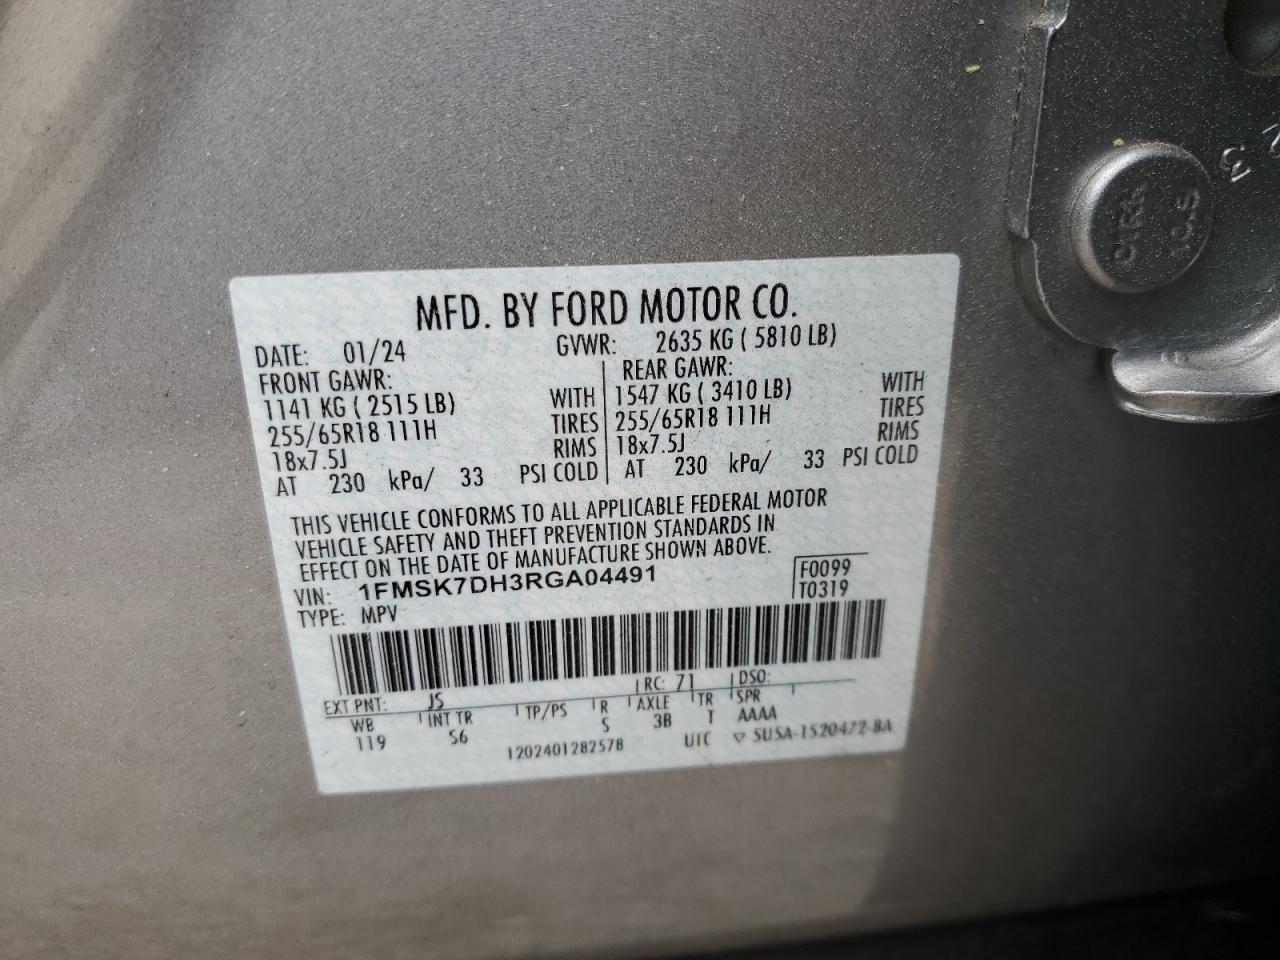 MFD. BY FORD MOTOR CO.
DATE: 01/24 GVWR: 2635 KG ( 5810 LB)
FRONT GAWR: REAR GAWR:
1141 KG ( 2515 LB) WITH 1547 KG ( 3410 LB) WITH
255/65R18 111H TIRES 255/65R18 111H TIRES
18x7.5J RIMS 18x7.5J RIMS
AT 230 kPa/ 33 PSI COLD AT 230 kPa/ 33 PSI COLD
THIS VEHICLE CONFORMS TO ALL APPLICABLE FEDERAL MOTOR
VEHICLE SAFETY AND THEFT PREVENTION STANDARDS IN
EFFECT ON THE DATE OF MANUFACTURE SHOWN ABOVE.
VIN: 1FMSK7DH3RGA04491 F0099
TYPE: MPV T0319
EXT PNT: JS RC: 71 DSO:
WB INT TR TP/PS R AXLE TR SPR
119 S6 S 3B T AAAA
1202401282578 UTC ▽ 5USA-1520472-BA
10.5